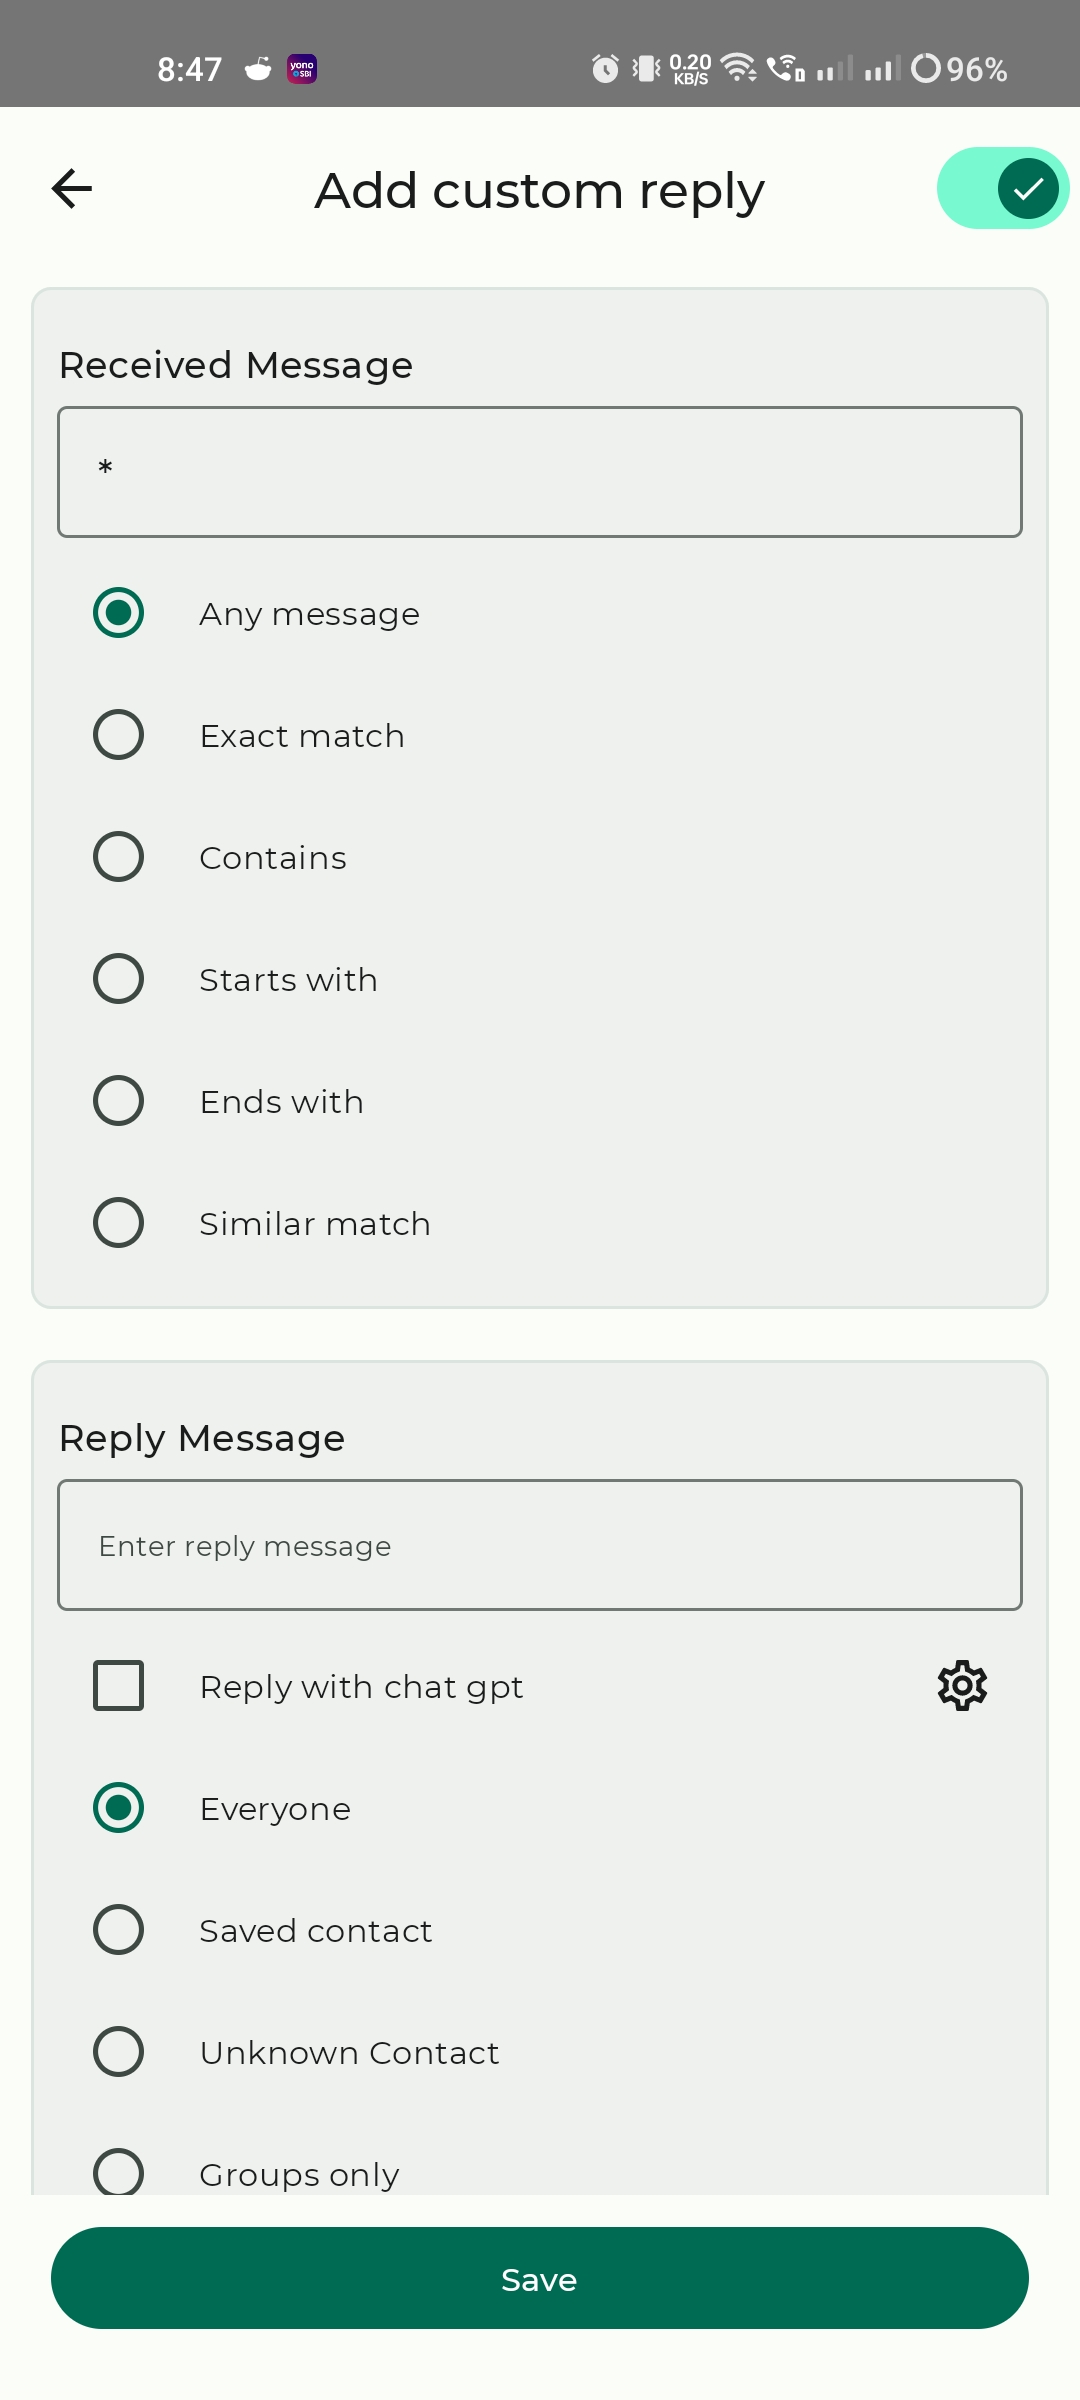 8:47 yono SBI 0.20 KB/S 96%
Add custom reply
Received Message
*
Any message
Exact match
Contains
Starts with
Ends with
Similar match
Reply Message
Enter reply message
Reply with chat gpt
Everyone
Saved contact
Unknown Contact
Groups only
Save